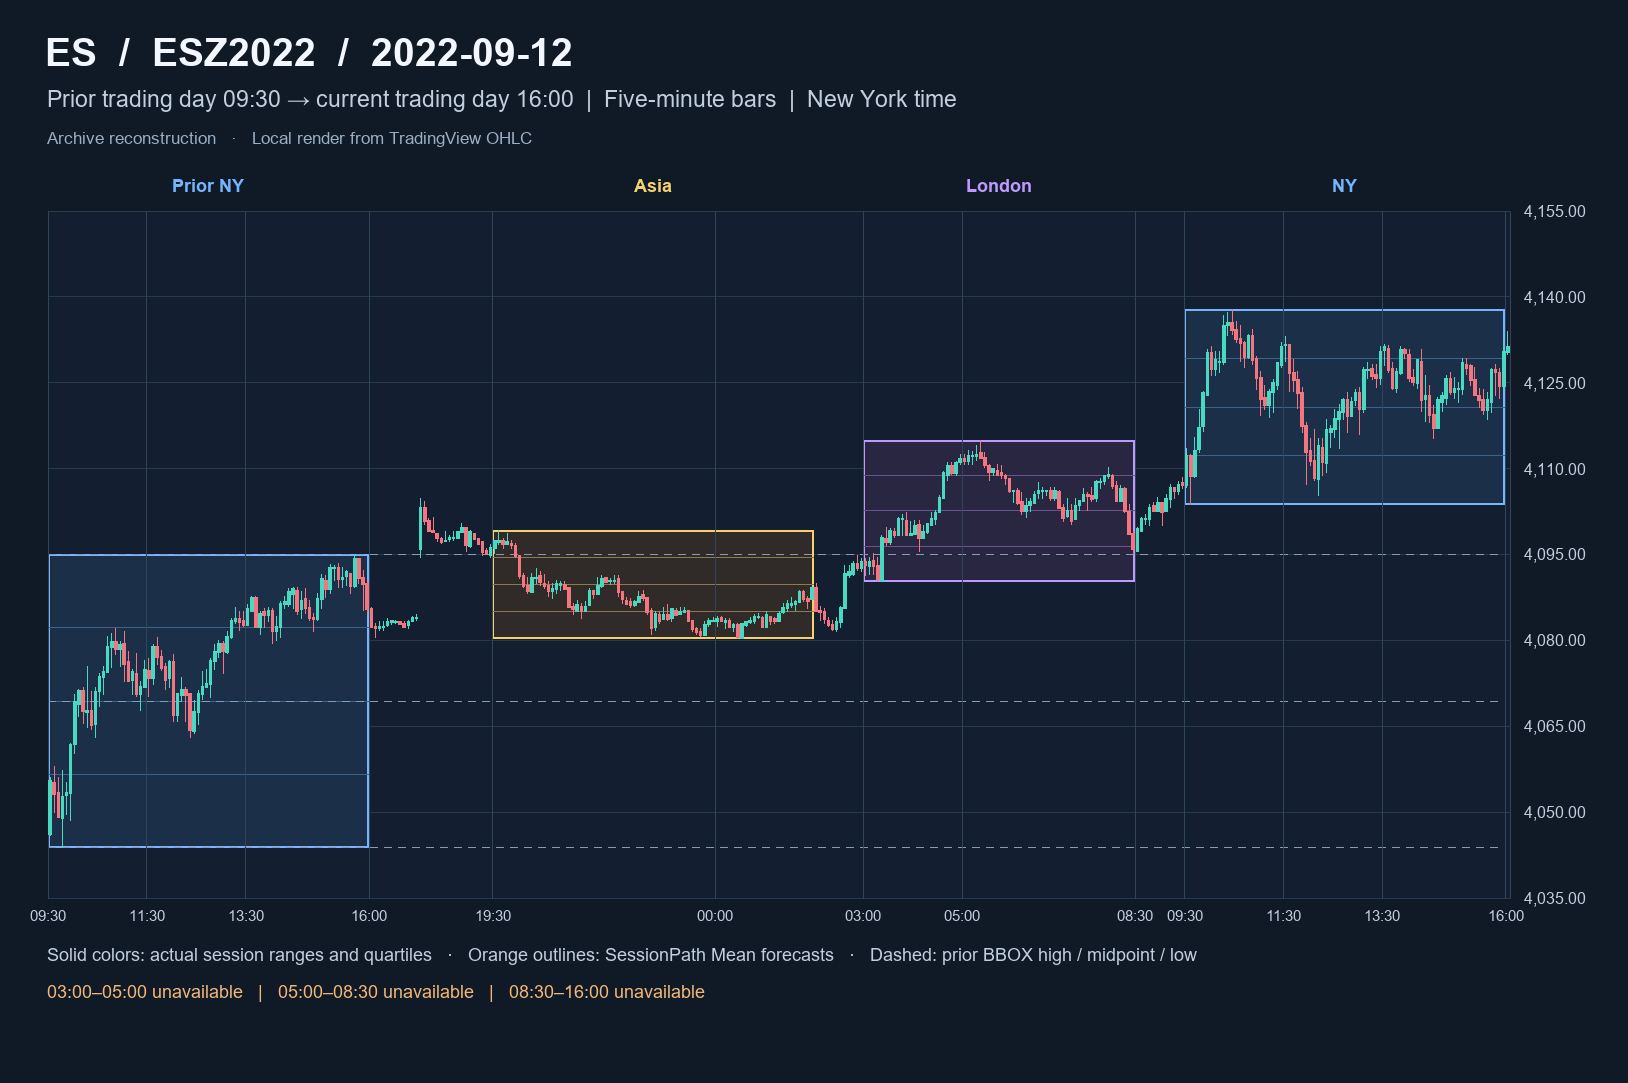 ES / ESZ2022 / 2022-09-12
Prior trading day 09:30 → current trading day 16:00 | Five-minute bars | New York time
Archive reconstruction · Local render from TradingView OHLC
Prior NY Asia London NY
4,155.00
4,140.00
4,125.00
4,110.00
4,095.00
4,080.00
4,065.00
4,050.00
4,035.00
09:30 11:30 13:30 16:00 19:30 00:00 03:00 05:00 08:30 09:30 11:30 13:30 16:00
Solid colors: actual session ranges and quartiles · Orange outlines: SessionPath Mean forecasts · Dashed: prior BBOX high / midpoint / low
03:00–05:00 unavailable | 05:00–08:30 unavailable | 08:30–16:00 unavailable